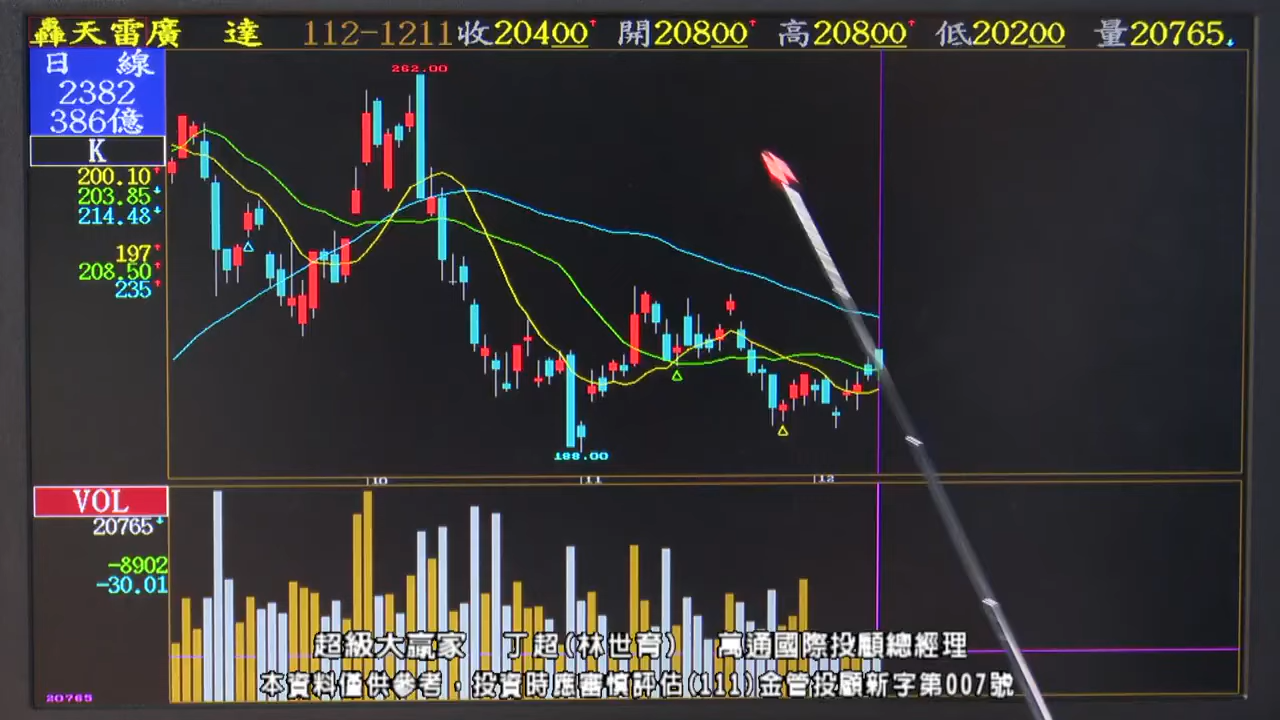 轟天雷廣 達 112-1211收20400↑ 開20800↑ 高20800↑ 低20200 量20765↓
日 線
2382
386億
K
262.00
200.10↑
203.85↓
214.48↓
197↑
208.50↑
235↑
188.00
10 11 12
VOL
20765↓
-8902
-30.01
20765
超級大贏家 丁超(林世育) 萬通國際投顧總經理
本資料僅供參考,投資時應審慎評估(111)金管投顧新字第007號